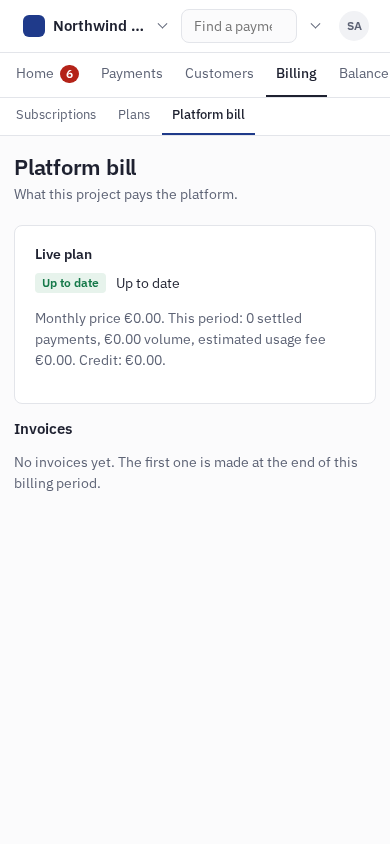 Northwind ...
Find a payme
SA
Home 6 Payments Customers Billing Balance
Subscriptions Plans Platform bill
Platform bill
What this project pays the platform.
Live plan
Up to date Up to date
Monthly price €0.00. This period: 0 settled
payments, €0.00 volume, estimated usage fee
€0.00. Credit: €0.00.
Invoices
No invoices yet. The first one is made at the end of this
billing period.